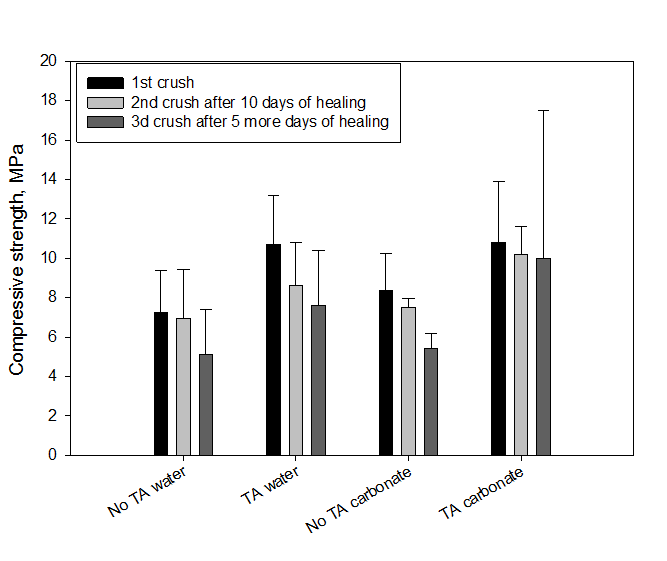 20
18
16
14
12
10
8
6
4
2
0
Compressive strength, MPa
1st crush
2nd crush after 10 days of healing
3d crush after 5 more days of healing
No TA water
TA water
No TA carbonate
TA carbonate